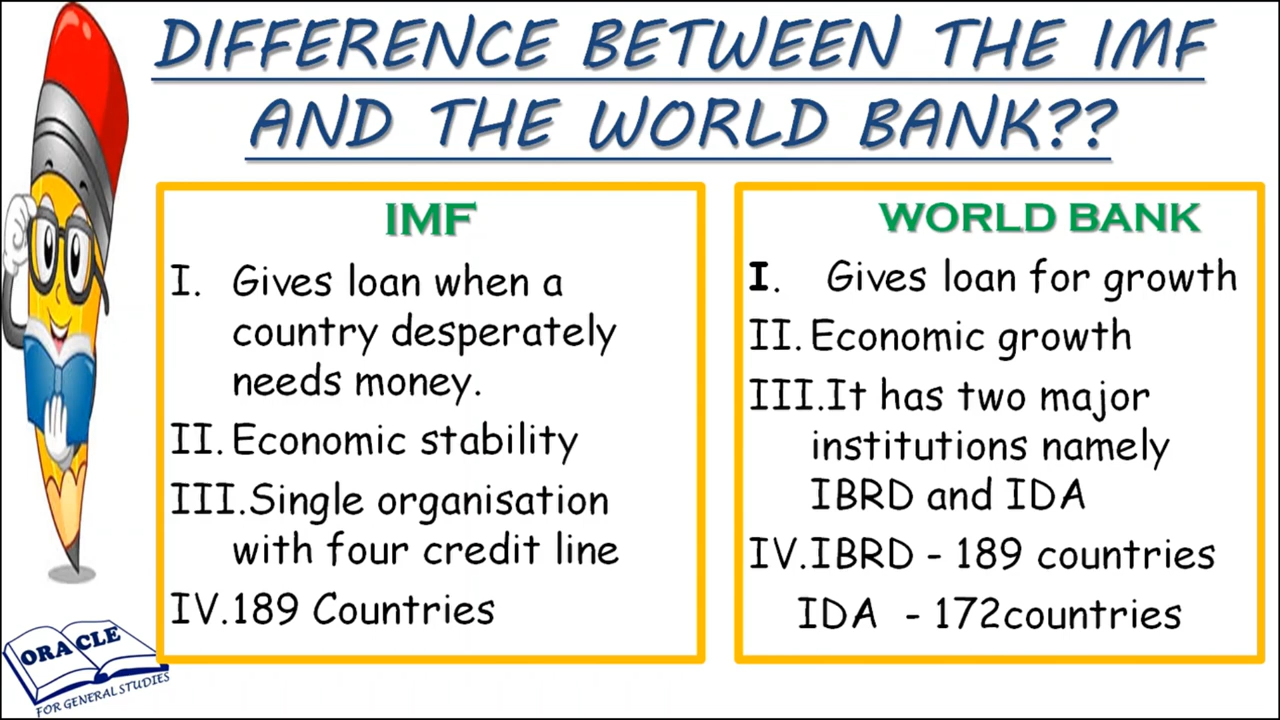 DIFFERENCE BETWEEN THE IMF
AND THE WORLD BANK??
IMF
I. Gives loan when a
country desperately
needs money.
II. Economic stability
III.Single organisation
with four credit line
IV.189 Countries
WORLD BANK
I. Gives loan for growth
II. Economic growth
III.It has two major
institutions namely
IBRD and IDA
IV.IBRD - 189 countries
IDA - 172countries
ORACLE
FOR GENERAL STUDIES